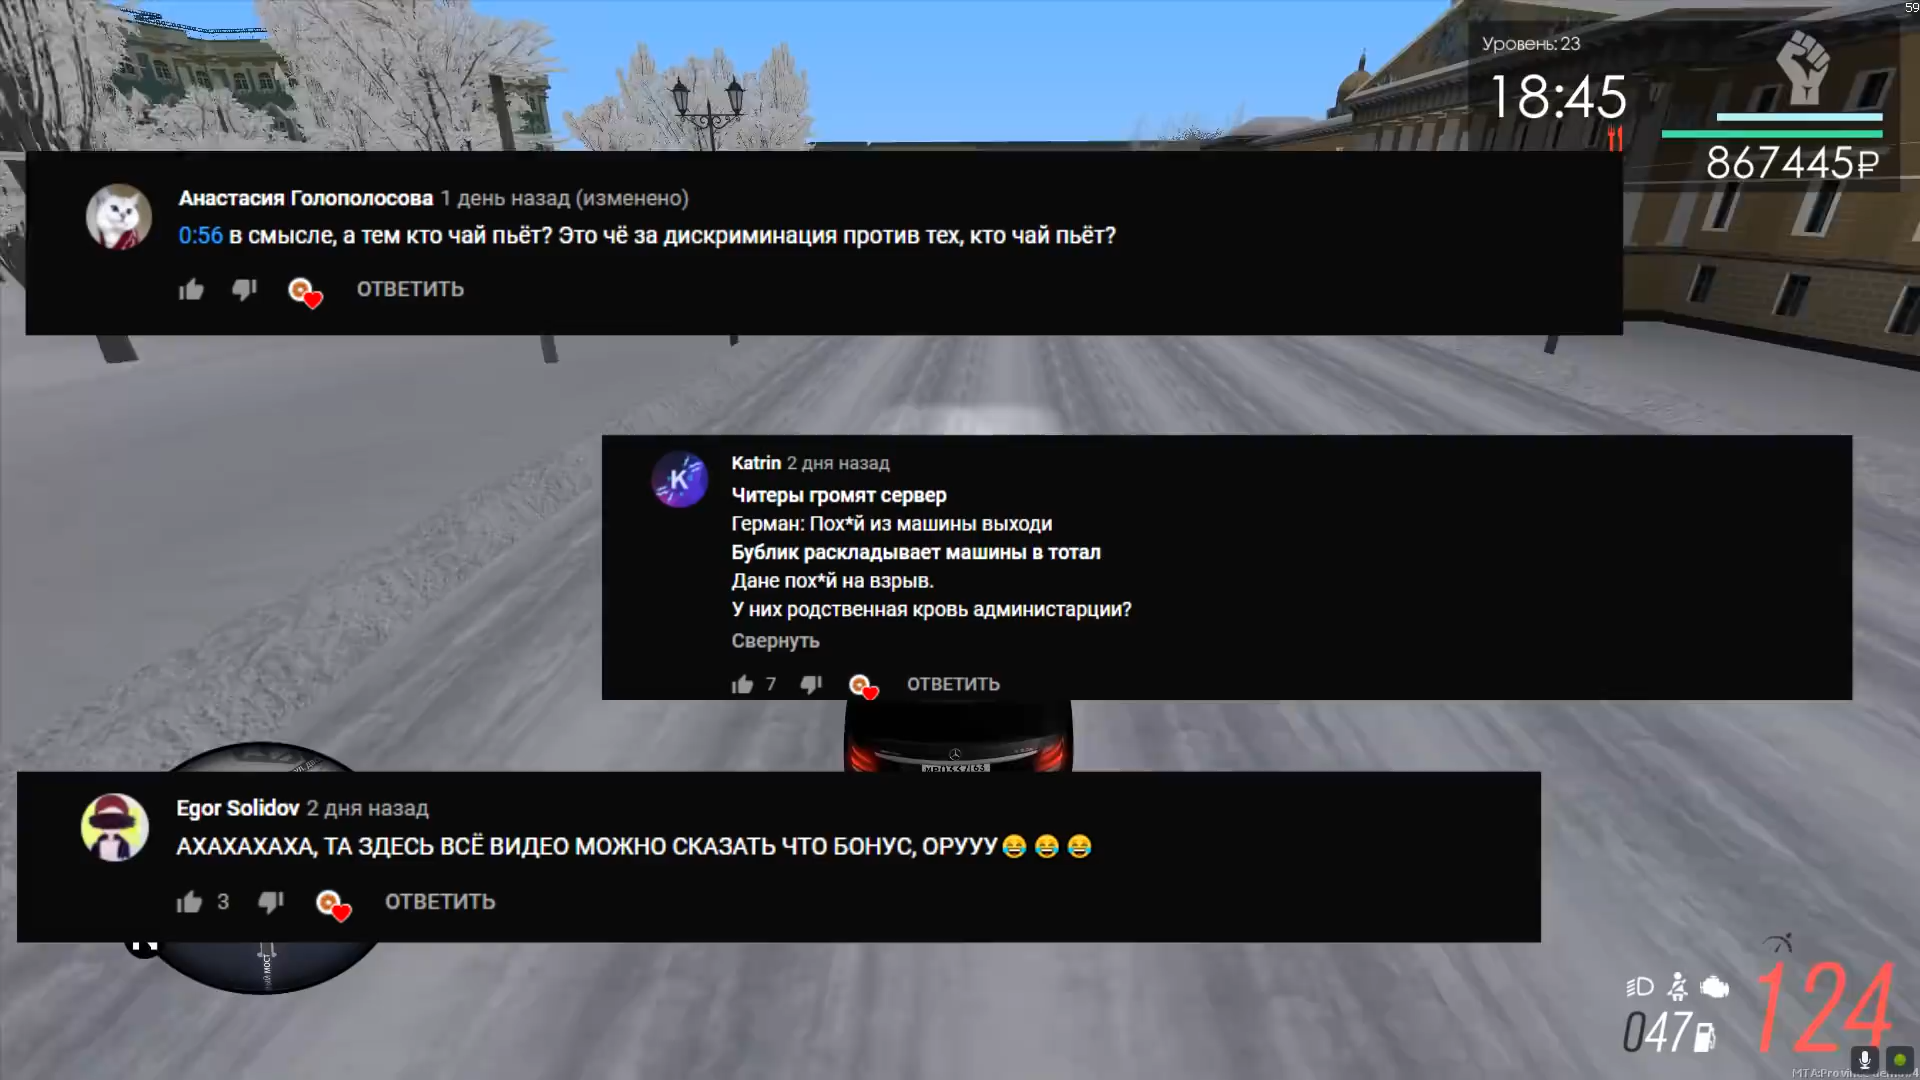 59
Уровень: 23
18:45
867445₽
Анастасия Голополосова 1 день назад (изменено)
0:56 в смысле, а тем кто чай пьёт? Это чё за дискриминация против тех, кто чай пьёт?
ОТВЕТИТЬ
Katrin 2 дня назад
Читеры громят сервер
Герман: Пох*й из машины выходи
Бублик раскладывает машины в тотал
Дане пох*й на взрыв.
У них родственная кровь администарции?
Свернуть
7 ОТВЕТИТЬ
Egor Solidov 2 дня назад
АХАХАХАХА, ТА ЗДЕСЬ ВСЁ ВИДЕО МОЖНО СКАЗАТЬ ЧТО БОНУС, ОРУУУ😂😂😂
3 ОТВЕТИТЬ
N
МОСТ
124
047